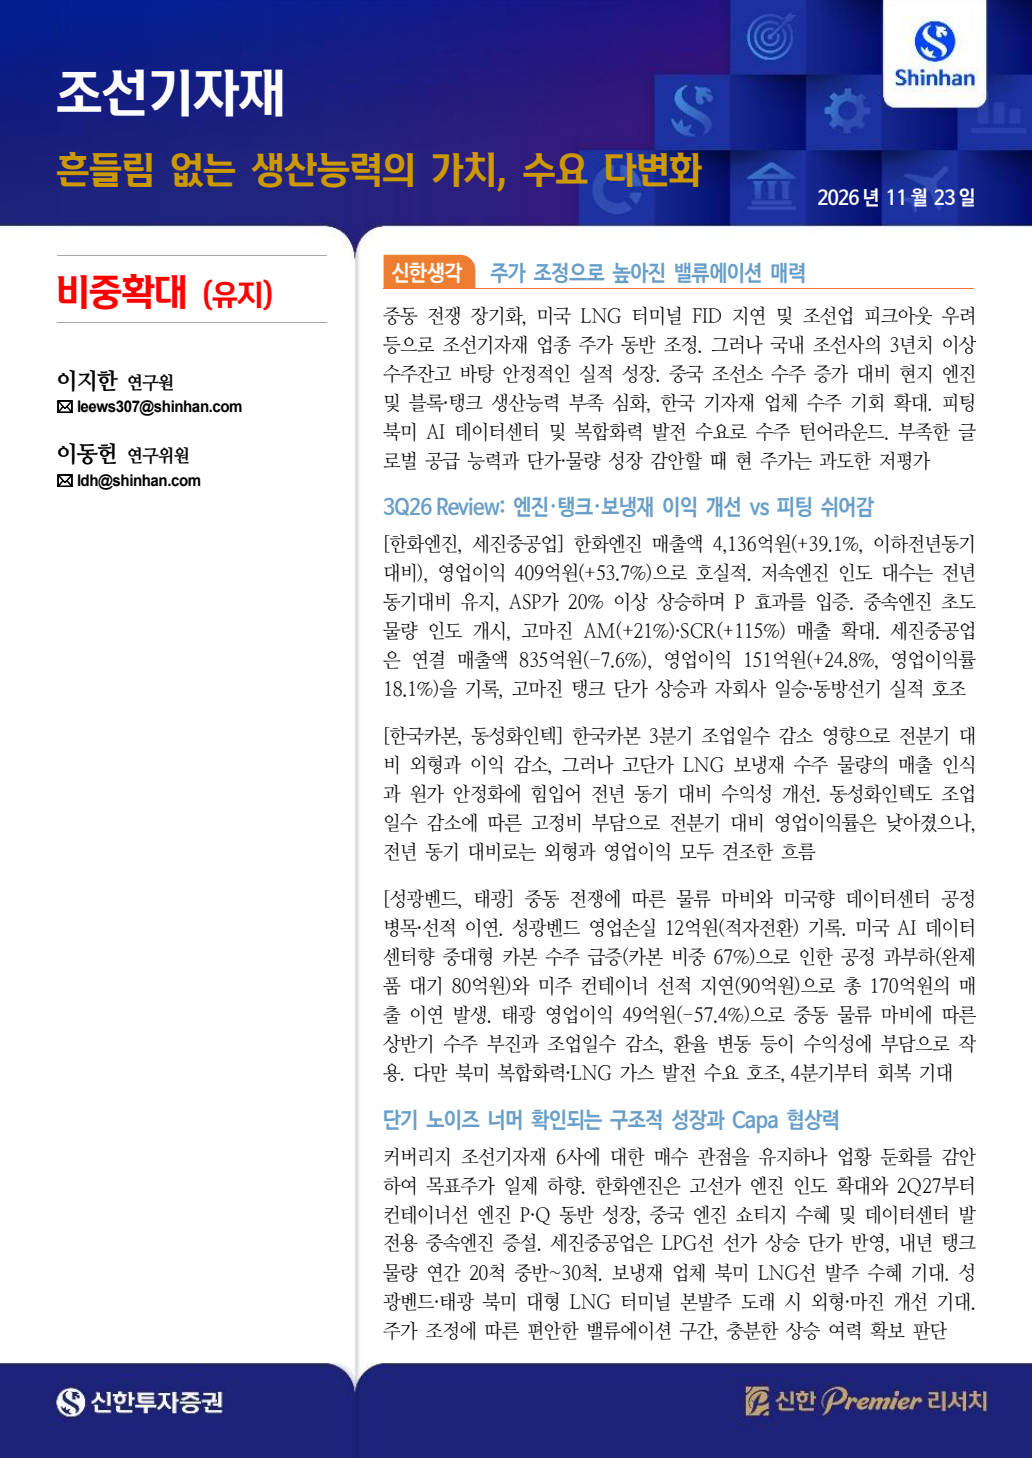 Shinhan
조선기자재
흔들림 없는 생산능력의 가치, 수요 다변화
2026년 11월 23일
비중확대 (유지)
이지한 연구원
leews307@shinhan.com
이동헌 연구위원
ldh@shinhan.com
신한생각 주가 조정으로 높아진 밸류에이션 매력
중동 전쟁 장기화, 미국 LNG 터미널 FID 지연 및 조선업 피크아웃 우려
등으로 조선기자재 업종 주가 동반 조정. 그러나 국내 조선사의 3년치 이상
수주잔고 바탕 안정적인 실적 성장. 중국 조선소 수주 증가 대비 현지 엔진
및 블록·탱크 생산능력 부족 심화, 한국 기자재 업체 수주 기회 확대. 피팅
북미 AI 데이터센터 및 복합화력 발전 수요로 수주 턴어라운드. 부족한 글
로벌 공급 능력과 단가·물량 성장 감안할 때 현 주가는 과도한 저평가
3Q26 Review: 엔진·탱크·보냉재 이익 개선 vs 피팅 쉬어감
[한화엔진, 세진중공업] 한화엔진 매출액 4,136억원(+39.1%, 이하전년동기
대비), 영업이익 409억원(+53.7%)으로 호실적. 저속엔진 인도 대수는 전년
동기대비 유지, ASP가 20% 이상 상승하며 P 효과를 입증. 중속엔진 초도
물량 인도 개시, 고마진 AM(+21%)·SCR(+115%) 매출 확대. 세진중공업
은 연결 매출액 835억원(-7.6%), 영업이익 151억원(+24.8%, 영업이익률
18.1%)을 기록, 고마진 탱크 단가 상승과 자회사 일승·동방선기 실적 호조
[한국카본, 동성화인텍] 한국카본 3분기 조업일수 감소 영향으로 전분기 대
비 외형과 이익 감소, 그러나 고단가 LNG 보냉재 수주 물량의 매출 인식
과 원가 안정화에 힘입어 전년 동기 대비 수익성 개선. 동성화인텍도 조업
일수 감소에 따른 고정비 부담으로 전분기 대비 영업이익률은 낮아졌으나,
전년 동기 대비로는 외형과 영업이익 모두 견조한 흐름
[성광벤드, 태광] 중동 전쟁에 따른 물류 마비와 미국향 데이터센터 공정
병목·선적 이연. 성광벤드 영업손실 12억원(적자전환) 기록. 미국 AI 데이터
센터향 중대형 카본 수주 급증(카본 비중 67%)으로 인한 공정 과부하(완제
품 대기 80억원)와 미주 컨테이너 선적 지연(90억원)으로 총 170억원의 매
출 이연 발생. 태광 영업이익 49억원(-57.4%)으로 중동 물류 마비에 따른
상반기 수주 부진과 조업일수 감소, 환율 변동 등이 수익성에 부담으로 작
용. 다만 북미 복합화력·LNG 가스 발전 수요 호조, 4분기부터 회복 기대
단기 노이즈 너머 확인되는 구조적 성장과 Capa 협상력
커버리지 조선기자재 6사에 대한 매수 관점을 유지하나 업황 둔화를 감안
하여 목표주가 일제 하향. 한화엔진은 고선가 엔진 인도 확대와 2Q27부터
컨테이너선 엔진 P·Q 동반 성장, 중국 엔진 쇼티지 수혜 및 데이터센터 발
전용 중속엔진 증설. 세진중공업은 LPG선 선가 상승 단가 반영, 내년 탱크
물량 연간 20척 중반~30척. 보냉재 업체 북미 LNG선 발주 수혜 기대. 성
광벤드·태광 북미 대형 LNG 터미널 본발주 도래 시 외형·마진 개선 기대.
주가 조정에 따른 편안한 밸류에이션 구간, 충분한 상승 여력 확보 판단
신한투자증권
신한 Premier 리서치